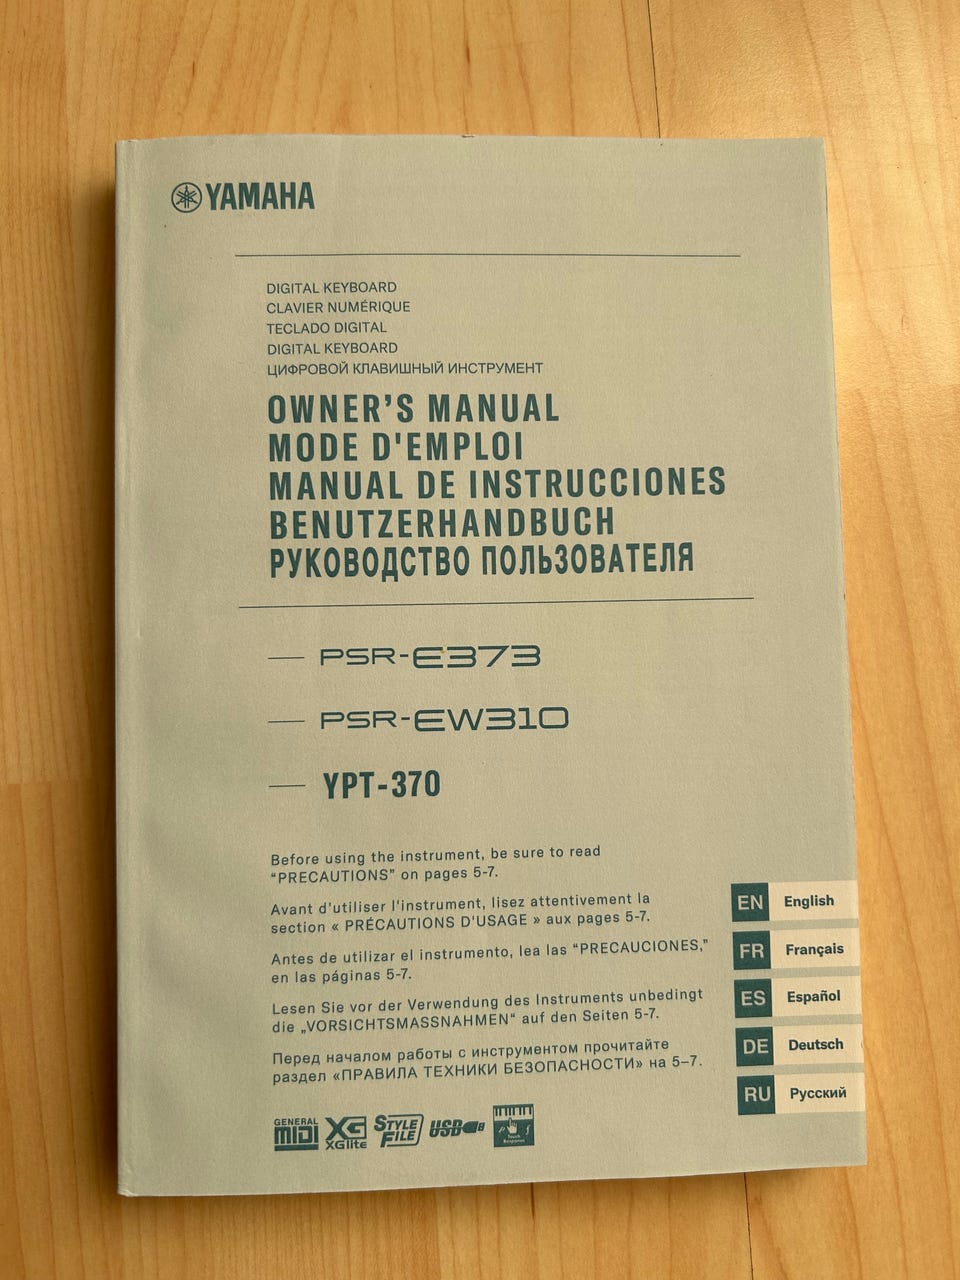 YAMAHA
DIGITAL KEYBOARD
CLAVIER NUMÉRIQUE
TECLADO DIGITAL
DIGITAL KEYBOARD
ЦИФРОВОЙ КЛАВИШНЫЙ ИНСТРУМЕНТ
OWNER’S MANUAL
MODE D'EMPLOI
MANUAL DE INSTRUCCIONES
BENUTZERHANDBUCH
РУКОВОДСТВО ПОЛЬЗОВАТЕЛЯ
PSR-E373
PSR-EW310
YPT-370
Before using the instrument, be sure to read
“PRECAUTIONS” on pages 5-7.
Avant d'utiliser l'instrument, lisez attentivement la
section « PRÉCAUTIONS D'USAGE » aux pages 5-7.
Antes de utilizar el instrumento, lea las “PRECAUCIONES,”
en las páginas 5-7.
Lesen Sie vor der Verwendung des Instruments unbedingt
die „VORSICHTSMASSNAHMEN“ auf den Seiten 5-7.
Перед началом работы с инструментом прочитайте
раздел «ПРАВИЛА ТЕХНИКИ БЕЗОПАСНОСТИ» на 5–7.
EN English
FR Français
ES Español
DE Deutsch
RU Русский
GENERAL
MIDI
XG
XGlite
STYLE
FILE
USB
Touch
Response